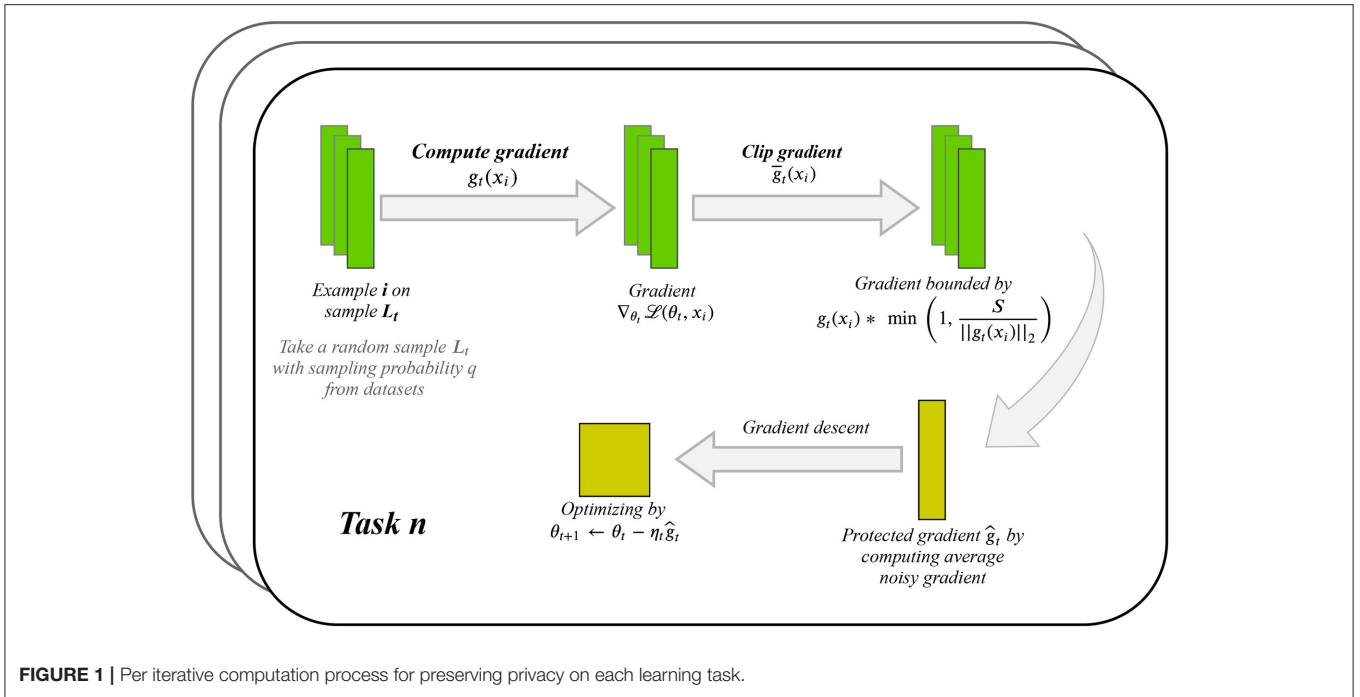 Compute gradient
g_t(x_i)
Clip gradient
g̅_t(x_i)
Example i on
sample L_t
Take a random sample L_t
with sampling probability q
from datasets
Gradient
∇_{θ_t} ℒ(θ_t, x_i)
Gradient bounded by
g_t(x_i) * min (1, S / ||g_t(x_i)||_2)
Gradient descent
Optimizing by
θ_{t+1} ← θ_t − η_t ĝ_t
Protected gradient ĝ_t by
computing average
noisy gradient
Task n
FIGURE 1 | Per iterative computation process for preserving privacy on each learning task.